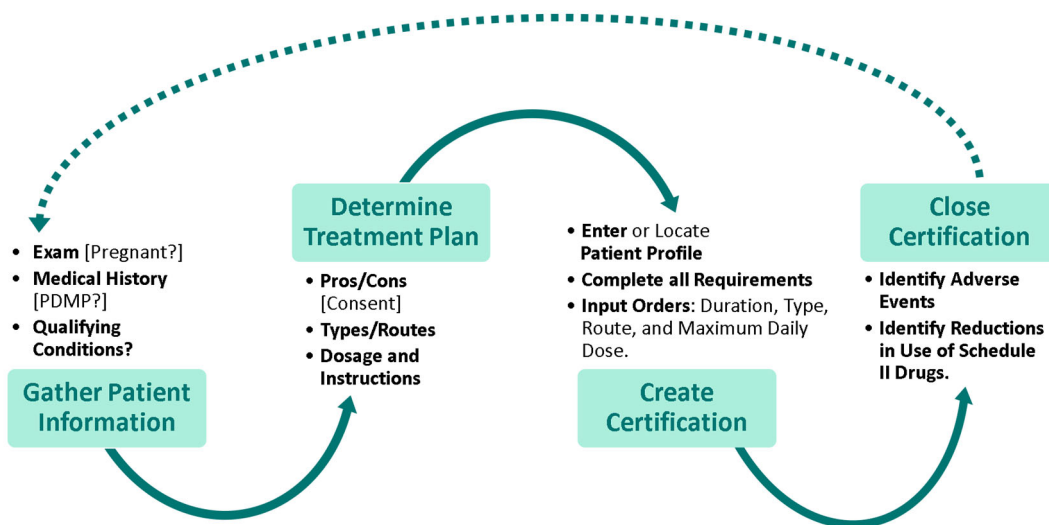 • Exam [Pregnant?]
• Medical History
[PDMP?]
• Qualifying
Conditions?
Gather Patient
Information
Determine
Treatment Plan
• Pros/Cons
[Consent]
• Types/Routes
• Dosage and
Instructions
• Enter or Locate
Patient Profile
• Complete all Requirements
• Input Orders: Duration, Type,
Route, and Maximum Daily
Dose.
Create
Certification
Close
Certification
• Identify Adverse
Events
• Identify Reductions
in Use of Schedule
II Drugs.